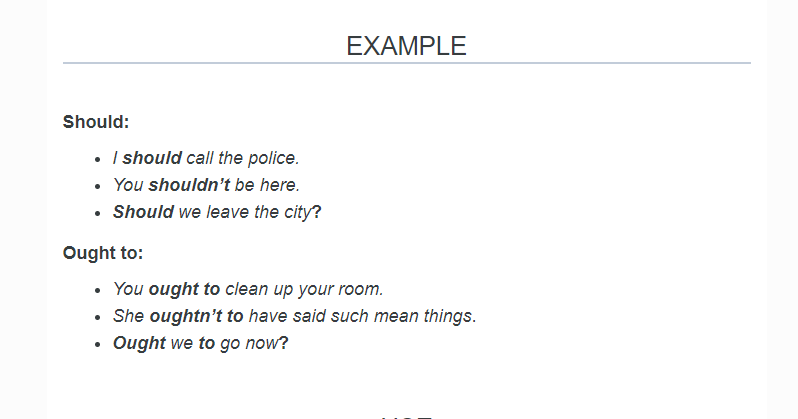 EXAMPLE
Should:
• I should call the police.
• You shouldn’t be here.
• Should we leave the city?
Ought to:
• You ought to clean up your room.
• She oughtn’t to have said such mean things.
• Ought we to go now?